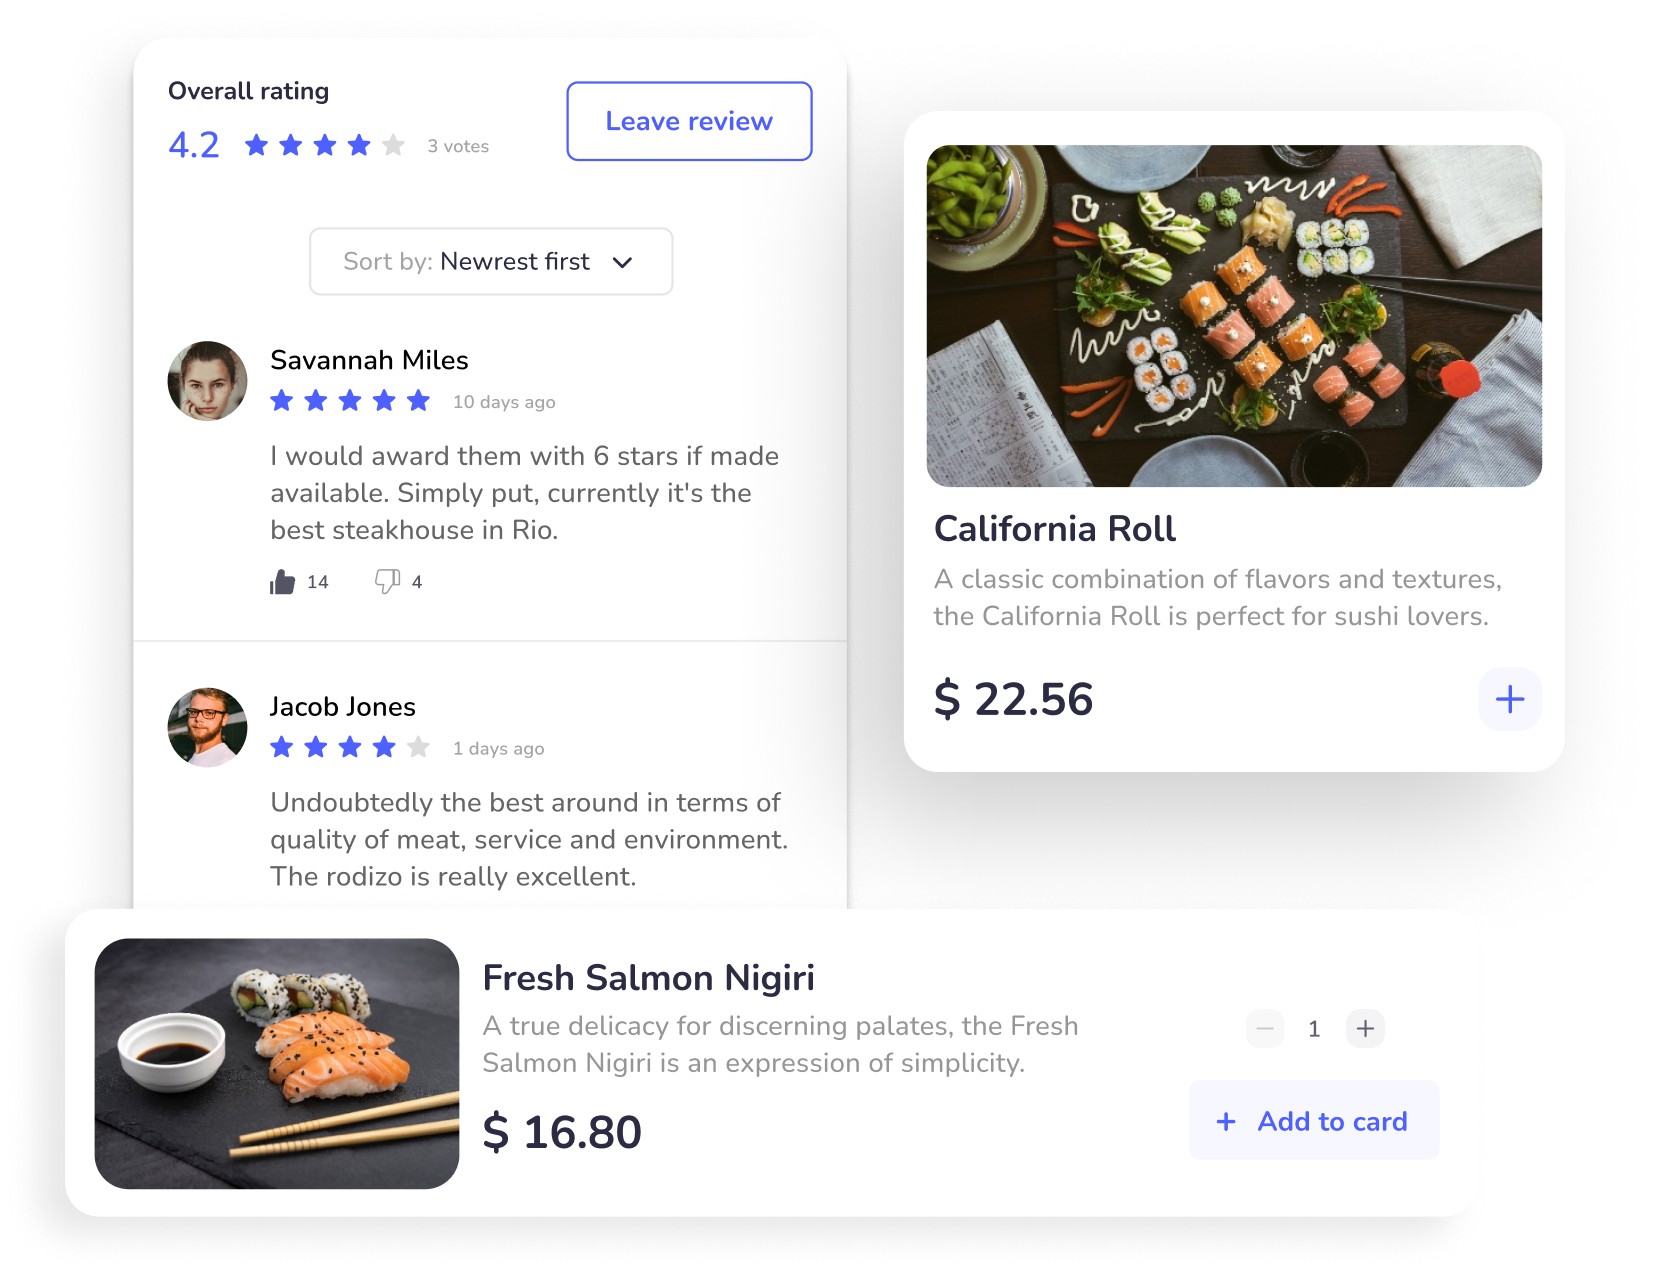 Overall rating
4.2
3 votes
Leave review
Sort by: Newrest first
Savannah Miles
10 days ago
I would award them with 6 stars if made
available. Simply put, currently it's the
best steakhouse in Rio.
14
4
Jacob Jones
1 days ago
Undoubtedly the best around in terms of
quality of meat, service and environment.
The rodizo is really excellent.
California Roll
A classic combination of flavors and textures,
the California Roll is perfect for sushi lovers.
$ 22.56
+
Fresh Salmon Nigiri
A true delicacy for discerning palates, the Fresh
Salmon Nigiri is an expression of simplicity.
$ 16.80
− 1 +
+ Add to card